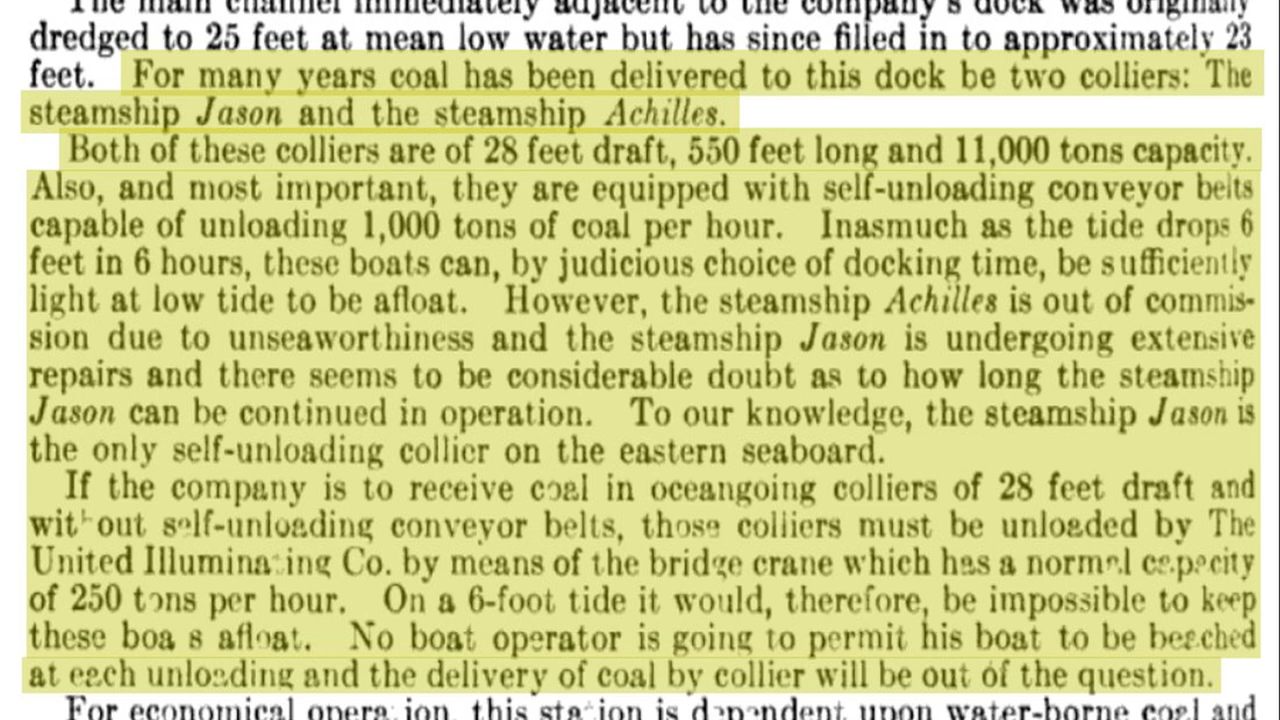 The main channel immediately adjacent to the company's dock was originally
dredged to 25 feet at mean low water but has since filled in to approximately 23
feet. For many years coal has been delivered to this dock be two colliers: The
steamship Jason and the steamship Achilles.
Both of these colliers are of 28 feet draft, 550 feet long and 11,000 tons capacity.
Also, and most important, they are equipped with self-unloading conveyor belts
capable of unloading 1,000 tons of coal per hour. Inasmuch as the tide drops 6
feet in 6 hours, these boats can, by judicious choice of docking time, be sufficiently
light at low tide to be afloat. However, the steamship Achilles is out of commis-
sion due to unseaworthiness and the steamship Jason is undergoing extensive
repairs and there seems to be considerable doubt as to how long the steamship
Jason can be continued in operation. To our knowledge, the steamship Jason is
the only self-unloading collier on the eastern seaboard.
If the company is to receive coal in oceangoing colliers of 28 feet draft and
without self-unloading conveyor belts, those colliers must be unloaded by The
United Illuminating Co. by means of the bridge crane which has a normal capacity
of 250 tons per hour. On a 6-foot tide it would, therefore, be impossible to keep
these boa s afloat. No boat operator is going to permit his boat to be beached
at each unloading and the delivery of coal by collier will be out of the question.
For economical operation, this station is dependent upon water-borne coal and